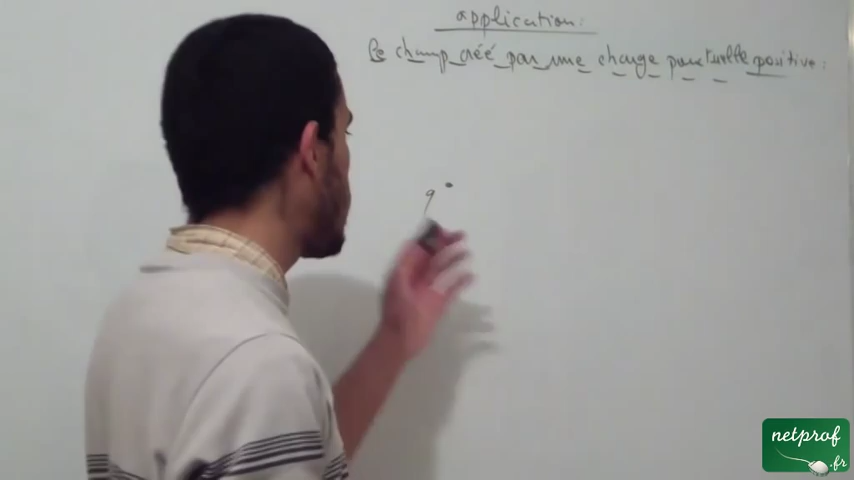 application:
le champ créé par une charge ponctuelle positive:
q
netprof
.fr